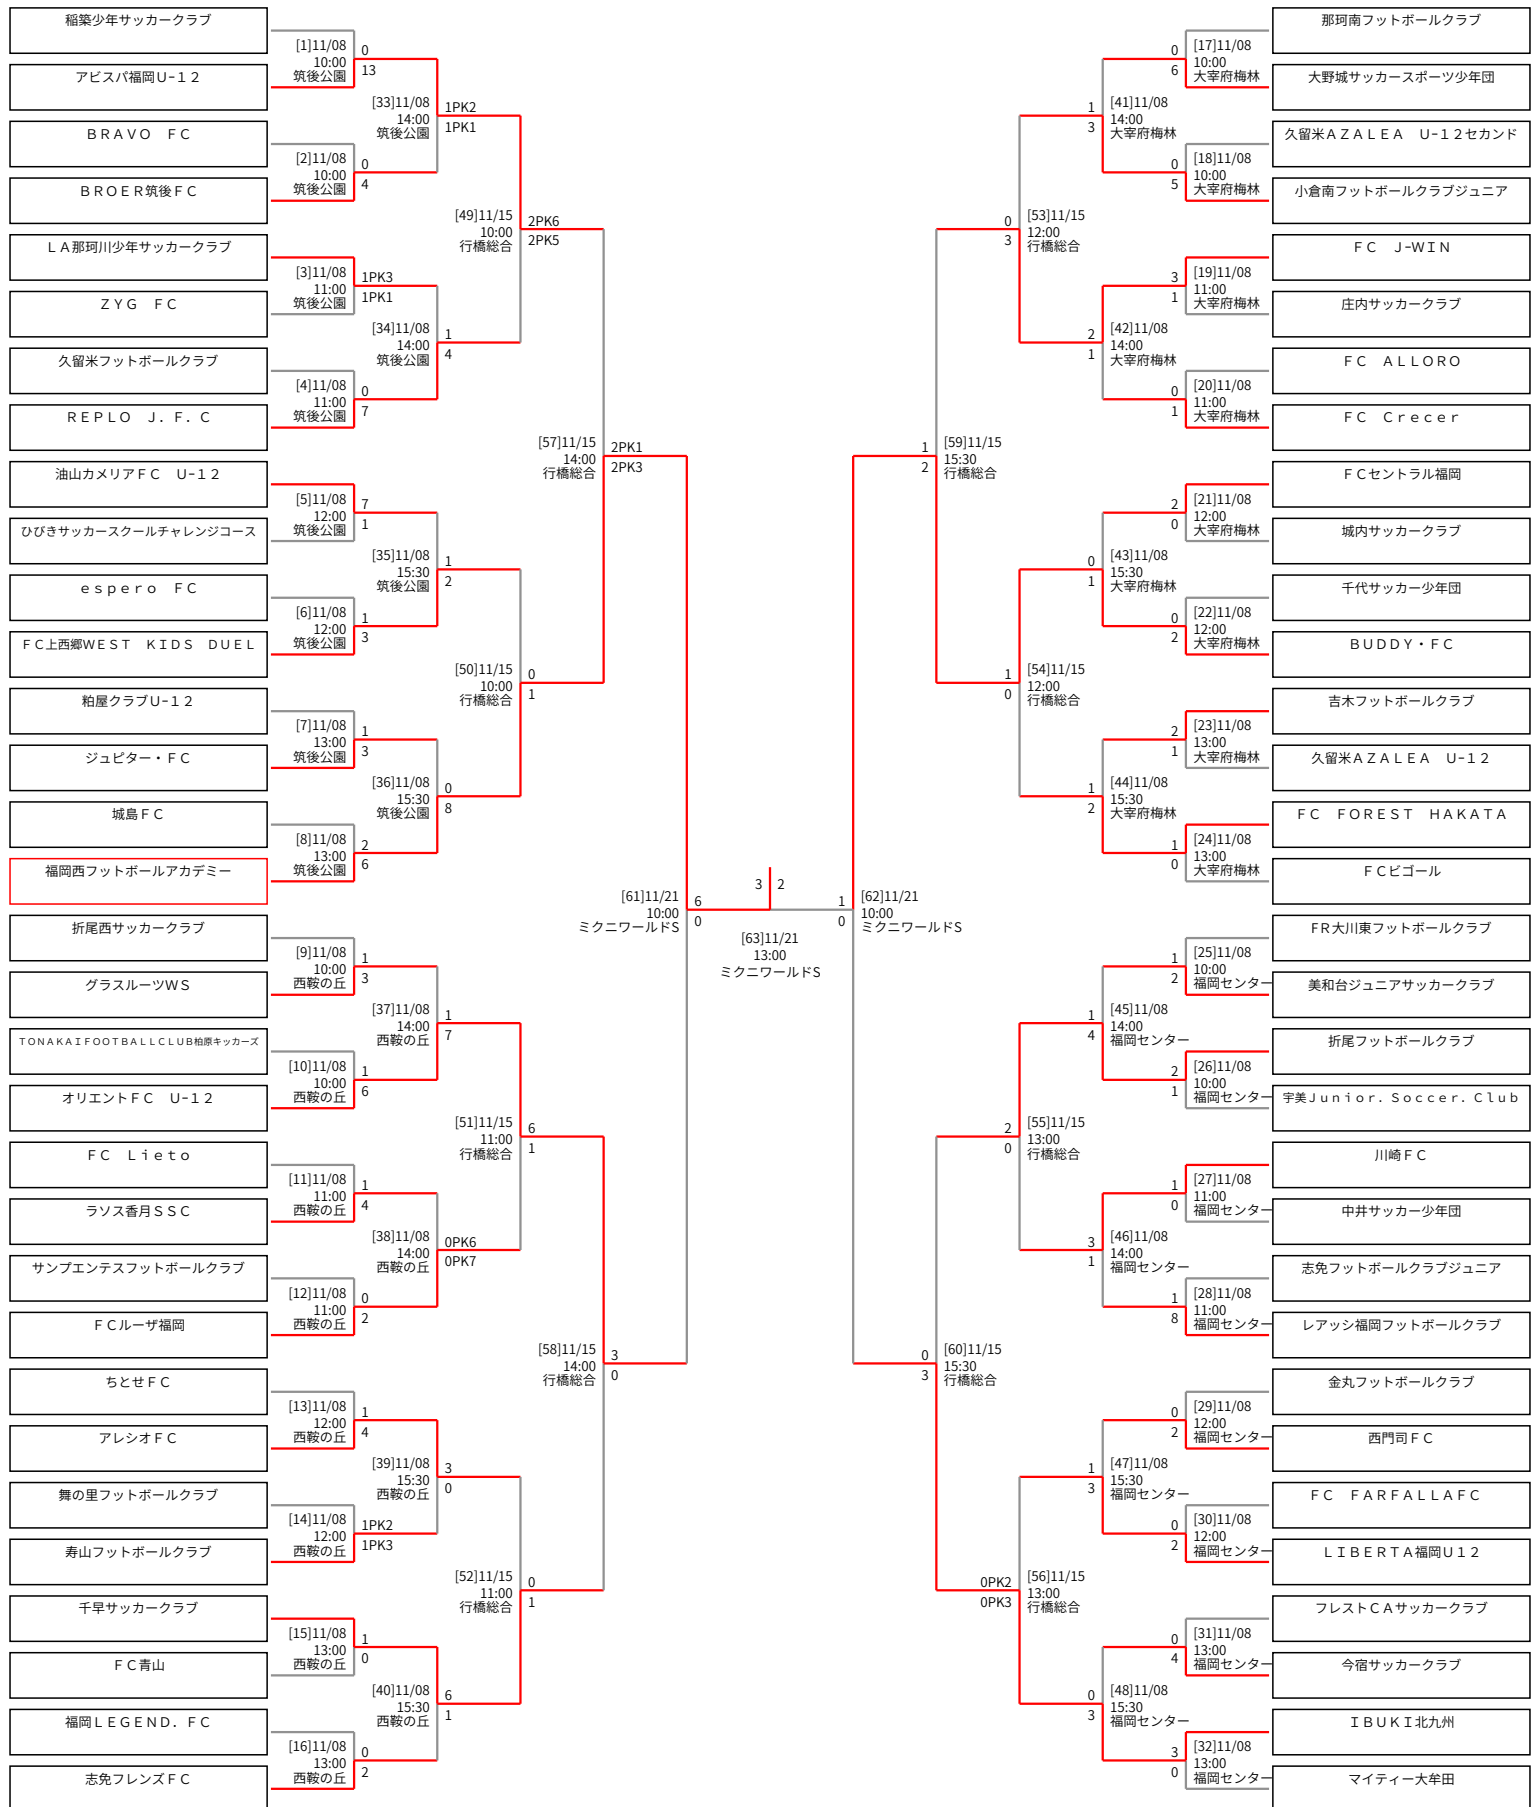 稲築少年サッカークラブ
アビスパ福岡U-12
[1]11/08
10:00
筑後公園
0
13
ＢＲＡＶＯ　ＦＣ
ＢＲＯＥＲ筑後ＦＣ
[2]11/08
10:00
筑後公園
0
4
[33]11/08
14:00
筑後公園
1PK2
1PK1
ＬＡ那珂川少年サッカークラブ
ＺＹＧ　ＦＣ
[3]11/08
11:00
筑後公園
1PK3
1PK1
久留米フットボールクラブ
ＲＥＰＬＯ　Ｊ．Ｆ．Ｃ
[4]11/08
11:00
筑後公園
0
7
[34]11/08
14:00
筑後公園
1
4
[49]11/15
10:00
行橋総合
2PK6
2PK5
油山カメリアＦＣ　Ｕ−１２
ひびきサッカースクールチャレンジコース
[5]11/08
12:00
筑後公園
7
1
ｅｓｐｅｒｏ　ＦＣ
ＦＣ上西郷ＷＥＳＴ　ＫＩＤＳ　ＤＵＥＬ
[6]11/08
12:00
筑後公園
1
3
[35]11/08
15:30
筑後公園
1
2
粕屋クラブＵ−１２
ジュピター・ＦＣ
[7]11/08
13:00
筑後公園
1
3
城島ＦＣ
福岡西フットボールアカデミー
[8]11/08
13:00
筑後公園
2
6
[36]11/08
15:30
筑後公園
0
8
[50]11/15
10:00
行橋総合
0
1
[57]11/15
14:00
行橋総合
2PK1
2PK3
折尾西サッカークラブ
グラスルーツＷＳ
[9]11/08
10:00
西鞍の丘
1
3
ＴＯＮＡＫＡＩＦＯＯＴＢＡＬＬＣＬＵＢ柏原キッカーズ
オリエントＦＣ　Ｕ−１２
[10]11/08
10:00
西鞍の丘
1
6
[37]11/08
14:00
西鞍の丘
1
7
ＦＣ　Ｌｉｅｔｏ
ラソス香月ＳＳＣ
[11]11/08
11:00
西鞍の丘
1
4
サンプエンテスフットボールクラブ
ＦＣルーザ福岡
[12]11/08
11:00
西鞍の丘
0
2
[38]11/08
14:00
西鞍の丘
0PK6
0PK7
[51]11/15
11:00
行橋総合
6
1
ちとせＦＣ
アレシオＦＣ
[13]11/08
12:00
西鞍の丘
1
4
舞の里フットボールクラブ
寿山フットボールクラブ
[14]11/08
12:00
西鞍の丘
1PK2
1PK3
[39]11/08
15:30
西鞍の丘
3
0
千早サッカークラブ
ＦＣ青山
[15]11/08
13:00
西鞍の丘
1
0
福岡ＬＥＧＥＮＤ．ＦＣ
志免フレンズＦＣ
[16]11/08
13:00
西鞍の丘
0
2
[40]11/08
15:30
西鞍の丘
6
1
[52]11/15
11:00
行橋総合
0
1
[58]11/15
14:00
行橋総合
3
0
[61]11/21
10:00
ミクニワールドS
6
0
3
2
[63]11/21
13:00
ミクニワールドS
1
0
[62]11/21
10:00
ミクニワールドS
那珂南フットボールクラブ
大野城サッカースポーツ少年団
0
6
[17]11/08
10:00
大宰府梅林
久留米ＡＺＡＬＥＡ　Ｕ−１２セカンド
小倉南フットボールクラブジュニア
0
5
[18]11/08
10:00
大宰府梅林
1
3
[41]11/08
14:00
大宰府梅林
ＦＣ　Ｊ−ＷＩＮ
庄内サッカークラブ
3
1
[19]11/08
11:00
大宰府梅林
ＦＣ　ＡＬＬＯＲＯ
ＦＣ　Ｃｒｅｃｅｒ
0
1
[20]11/08
11:00
大宰府梅林
2
1
[42]11/08
14:00
大宰府梅林
0
3
[53]11/15
12:00
行橋総合
ＦＣセントラル福岡
城内サッカークラブ
2
0
[21]11/08
12:00
大宰府梅林
千代サッカー少年団
ＢＵＤＤＹ・ＦＣ
0
2
[22]11/08
12:00
大宰府梅林
0
1
[43]11/08
15:30
大宰府梅林
吉木フットボールクラブ
久留米ＡＺＡＬＥＡ　Ｕ−１２
2
1
[23]11/08
13:00
大宰府梅林
ＦＣ　ＦＯＲＥＳＴ　ＨＡＫＡＴＡ
ＦＣビゴール
1
0
[24]11/08
13:00
大宰府梅林
1
2
[44]11/08
15:30
大宰府梅林
1
0
[54]11/15
12:00
行橋総合
1
2
[59]11/15
15:30
行橋総合
ＦＲ大川東フットボールクラブ
美和台ジュニアサッカークラブ
1
2
[25]11/08
10:00
福岡センター
折尾フットボールクラブ
宇美Ｊｕｎｉｏｒ．Ｓｏｃｃｅｒ．Ｃｌｕｂ
2
1
[26]11/08
10:00
福岡センター
1
4
[45]11/08
14:00
福岡センター
川崎ＦＣ
中井サッカー少年団
1
0
[27]11/08
11:00
福岡センター
志免フットボールクラブジュニア
レアッシ福岡フットボールクラブ
1
8
[28]11/08
11:00
福岡センター
3
1
[46]11/08
14:00
福岡センター
2
0
[55]11/15
13:00
行橋総合
金丸フットボールクラブ
西門司ＦＣ
0
2
[29]11/08
12:00
福岡センター
ＦＣ　ＦＡＲＦＡＬＬＡＦＣ
ＬＩＢＥＲＴＡ福岡Ｕ１２
0
2
[30]11/08
12:00
福岡センター
1
3
[47]11/08
15:30
福岡センター
フレストＣＡサッカークラブ
今宿サッカークラブ
0
4
[31]11/08
13:00
福岡センター
ＩＢＵＫＩ北九州
マイティー大牟田
3
0
[32]11/08
13:00
福岡センター
0
3
[48]11/08
15:30
福岡センター
0PK2
0PK3
[56]11/15
13:00
行橋総合
0
3
[60]11/15
15:30
行橋総合